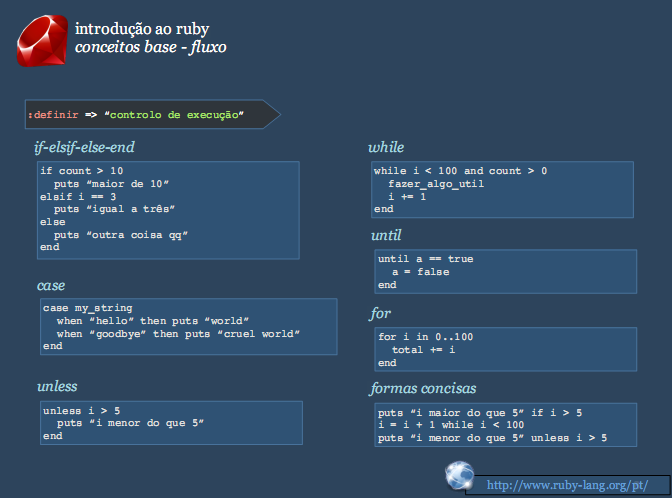 introdução ao ruby
conceitos base - fluxo
:definir => “controlo de execução”
if-elsif-else-end
if count > 10
puts “maior de 10”
elsif i == 3
puts “igual a três”
else
puts “outra coisa qq”
end
case
case my_string
when “hello” then puts “world”
when “goodbye” then puts “cruel world”
end
unless
unless i > 5
puts “i menor do que 5”
end
while
while i < 100 and count > 0
fazer_algo_util
i += 1
end
until
until a == true
a = false
end
for
for i in 0..100
total += i
end
formas concisas
puts “i maior do que 5” if i > 5
i = i + 1 while i < 100
puts “i menor do que 5” unless i > 5
http://www.ruby-lang.org/pt/